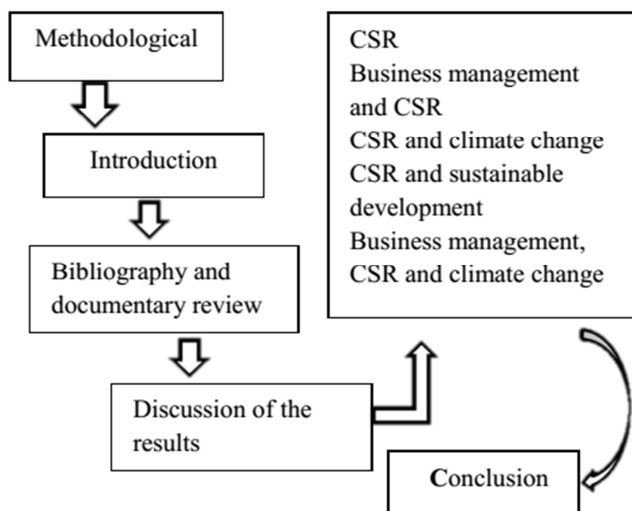 Methodological
Introduction
Bibliography and
documentary review
Discussion of the
results
CSR
Business management
and CSR
CSR and climate change
CSR and sustainable
development
Business management,
CSR and climate change
Conclusion